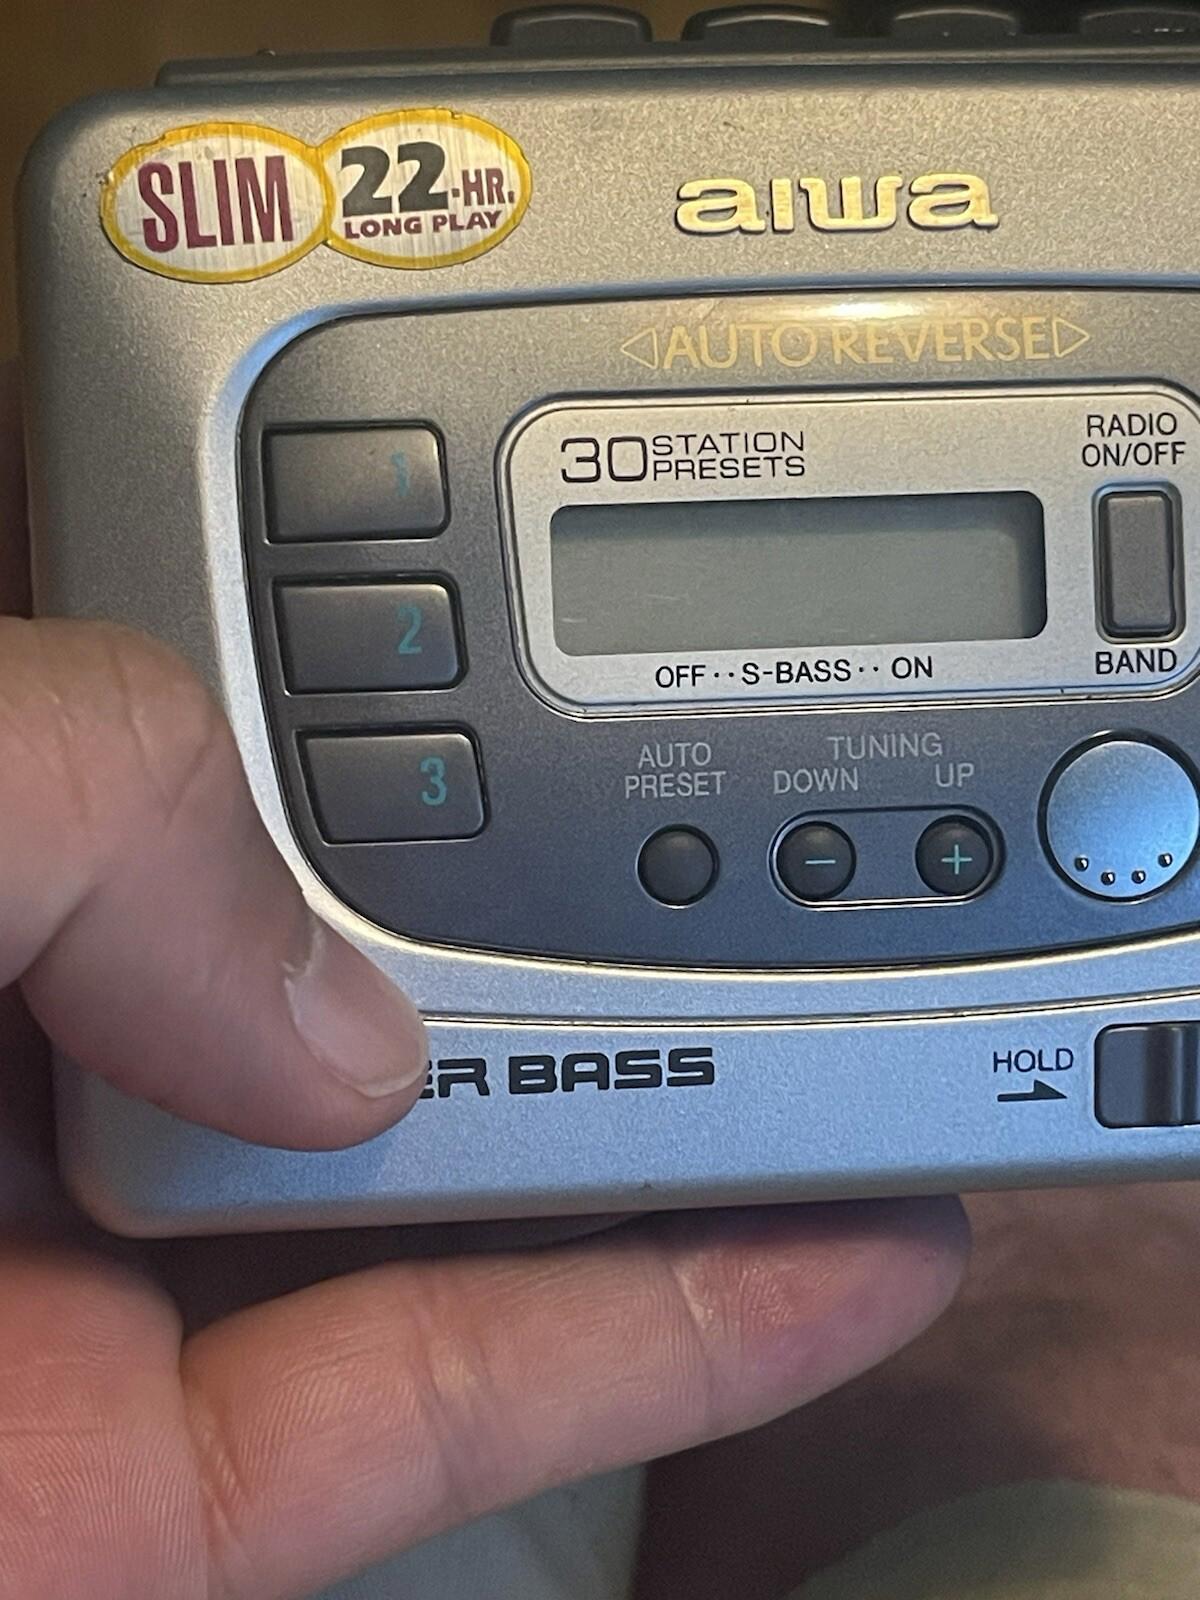 SLIM
22-HR.
LONG PLAY
aiwa
AUTO REVERSE
30 STATION
PRESETS
RADIO
ON/OFF
1
2
3
OFF··S-BASS··ON
BAND
AUTO
PRESET
TUNING
DOWN UP
− +
BASS
HOLD